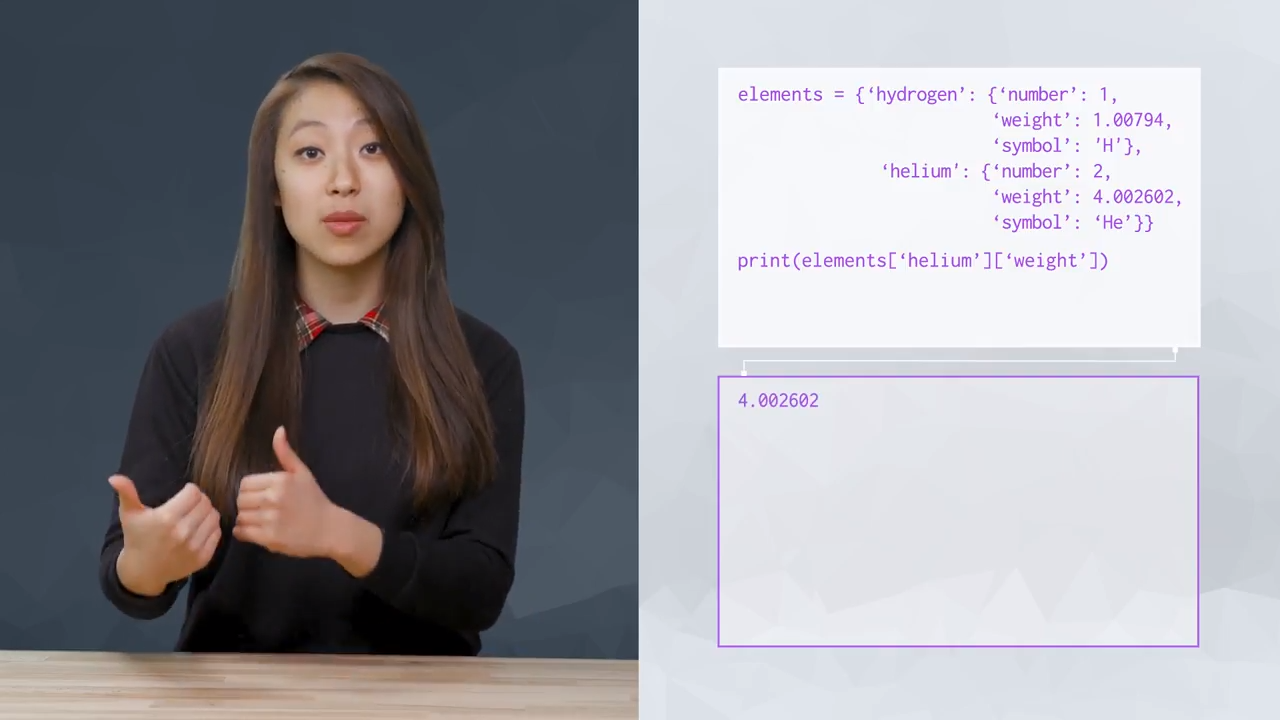 elements = {‘hydrogen’: {‘number’: 1,
‘weight’: 1.00794,
‘symbol’: 'H'},
‘helium': {‘number’: 2,
‘weight’: 4.002602,
‘symbol’: ‘He’}}
print(elements[‘helium’][‘weight’])
4.002602